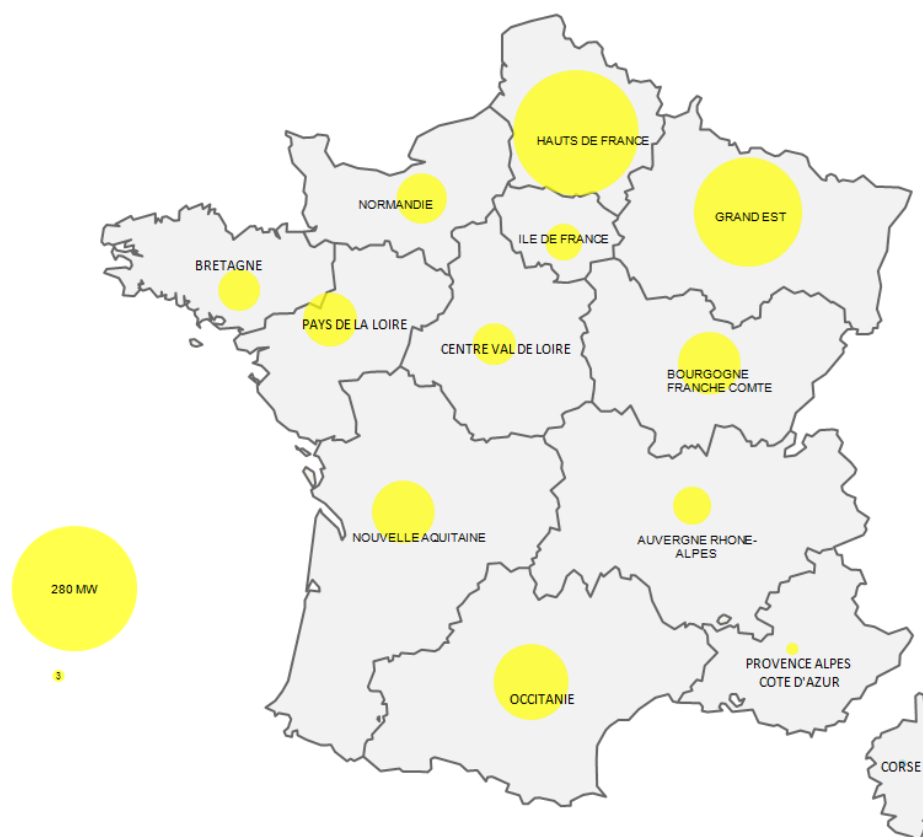 HAUTS DE FRANCE
NORMANDIE
GRAND EST
ILE DE FRANCE
BRETAGNE
PAYS DE LA LOIRE
CENTRE VAL DE LOIRE
BOURGOGNE
FRANCHE COMTE
NOUVELLE AQUITAINE
AUVERGNE RHONE-
ALPES
280 MW
3
PROVENCE ALPES
COTE D'AZUR
OCCITANIE
CORSE